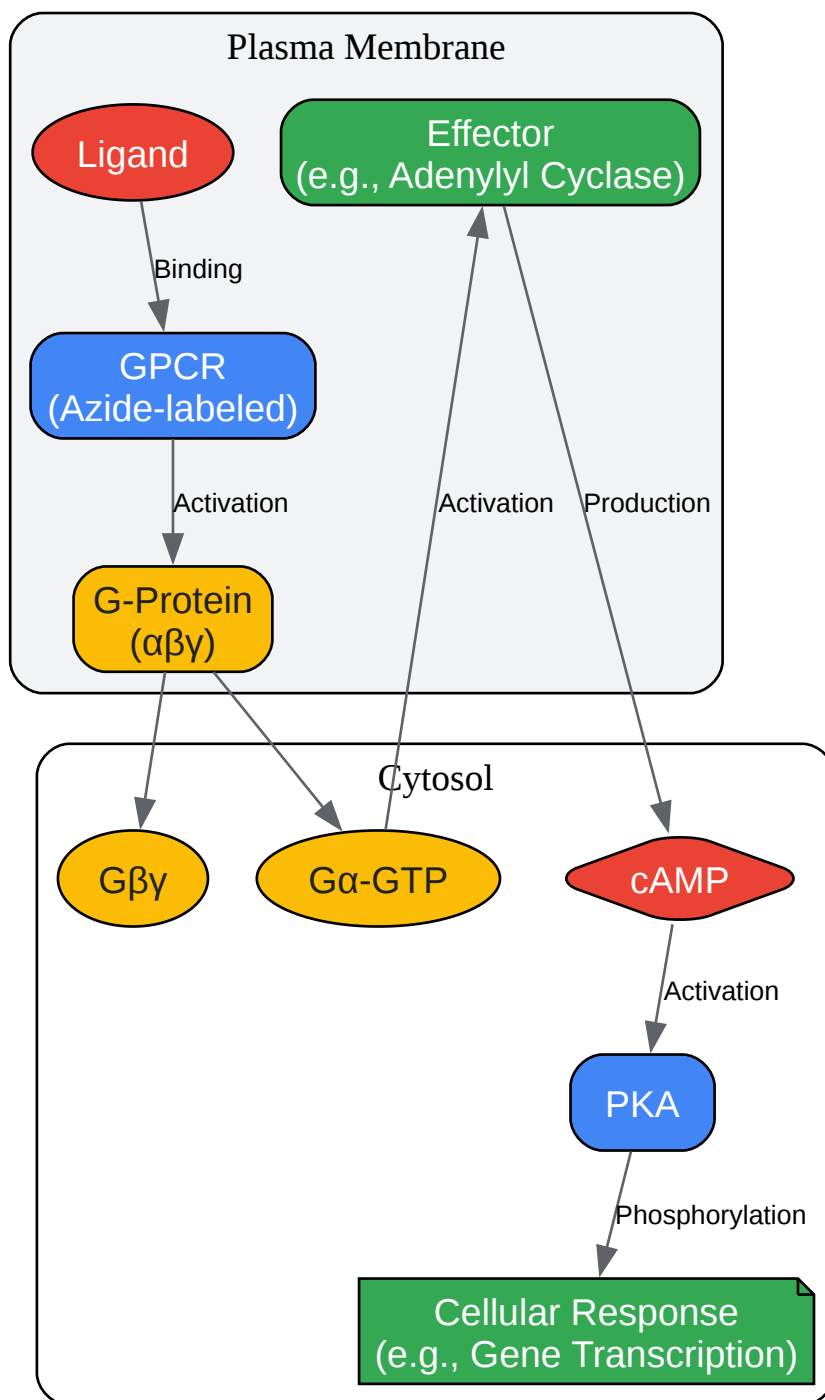 Plasma Membrane
Ligand
Effector
(e.g., Adenylyl Cyclase)
Binding
GPCR
(Azide-labeled)
Activation
Activation
Production
G-Protein
(αβγ)
Cytosol
Gβγ
Gα-GTP
cAMP
Activation
PKA
Phosphorylation
Cellular Response
(e.g., Gene Transcription)